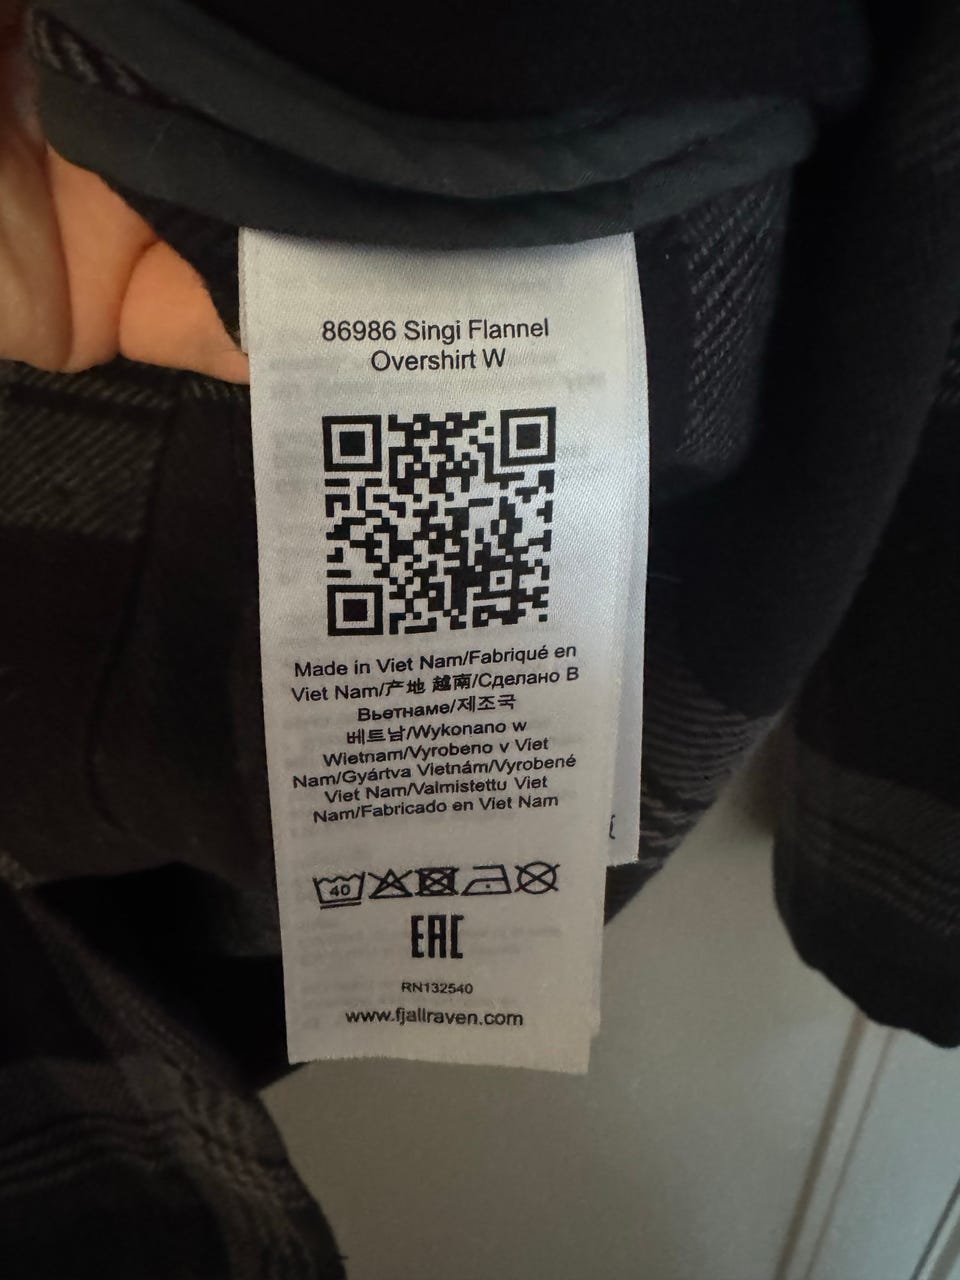 86986 Singi Flannel
Overshirt W
Made in Viet Nam/Fabriqué en
Viet Nam/产地 越南/Сделано В
Вьетнаме/제조국
베트남/Wykonano w
Wietnam/Vyrobeno v Viet
Nam/Gyártva Vietnám/Vyrobené
Viet Nam/Valmistettu Viet
Nam/Fabricado en Viet Nam
40
EAC
RN132540
www.fjallraven.com